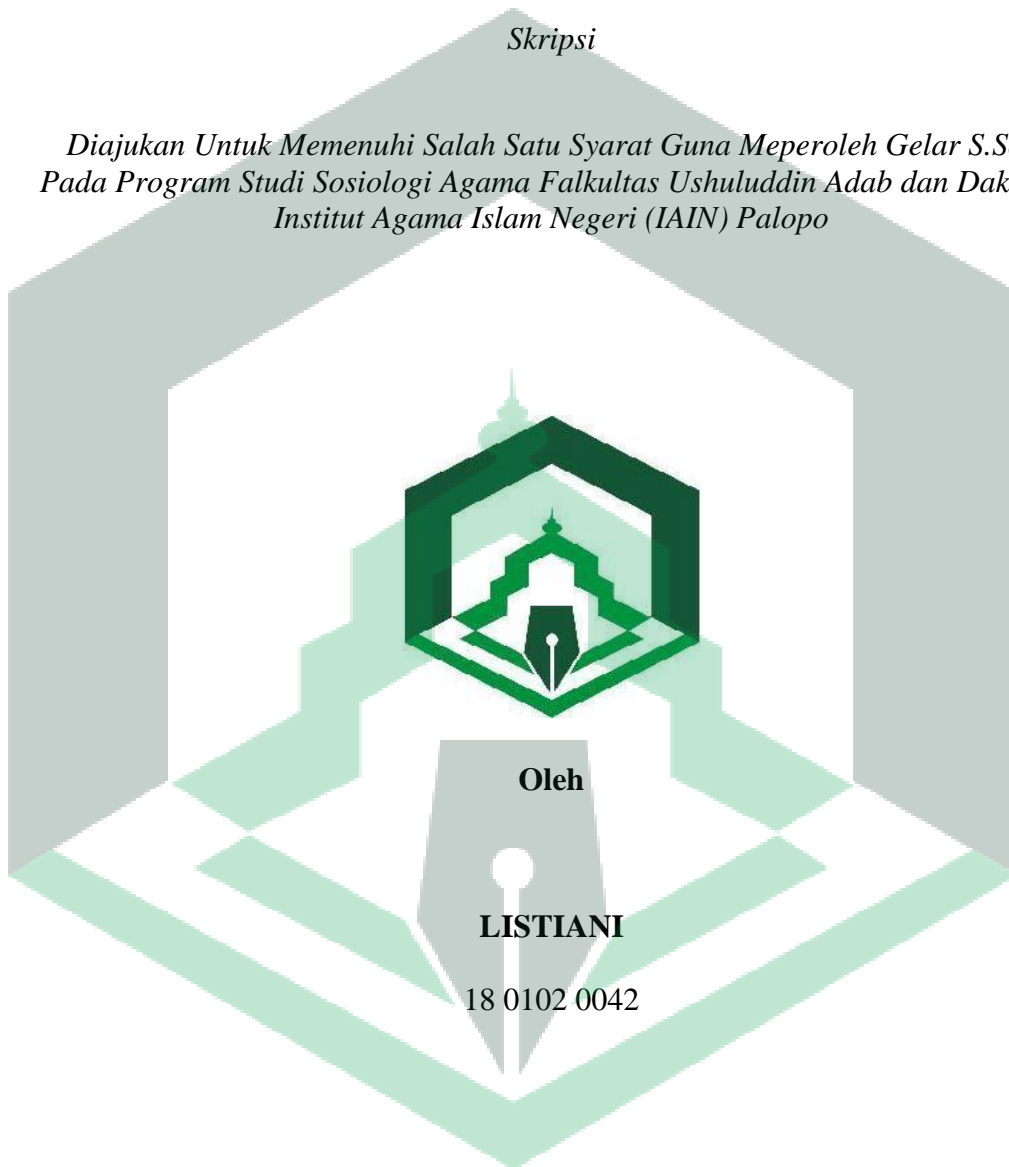 Skripsi
Diajukan Untuk Memenuhi Salah Satu Syarat Guna Meperoleh Gelar
Pada Program Studi Sosiologi Agama Falkultas Ushuluddin Adab dan
Institut Agama Islam Negeri (IAIN) Palopo
Oleh
LISTIANI
18 0102 0042